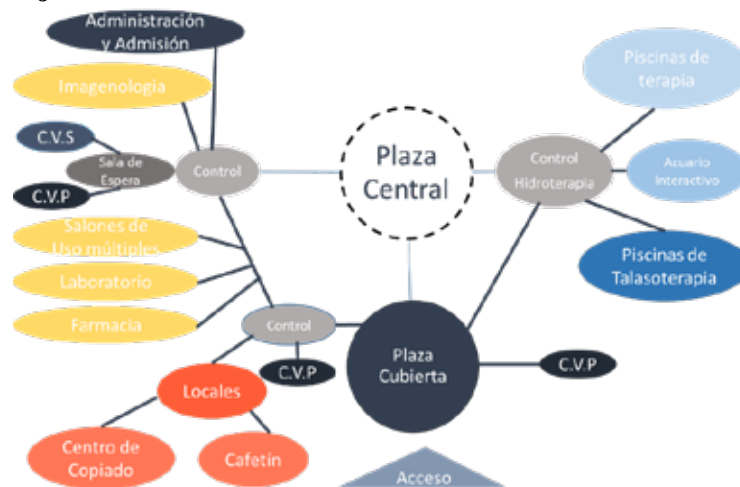 Administración
y Admisión
Imagenologia
C.V.S
Sala de
Espera
C.V.P
Control
Plaza
Central
Control
Hidroterapia
Piscinas de
terapia
Acuario
Interactivo
Piscinas de
Talasoterapia
Salones de
Uso múltiples
Laboratorio
Farmacia
Control
C.V.P
Plaza
Cubierta
C.V.P
Locales
Centro de
Copiado
Cafetin
Acceso